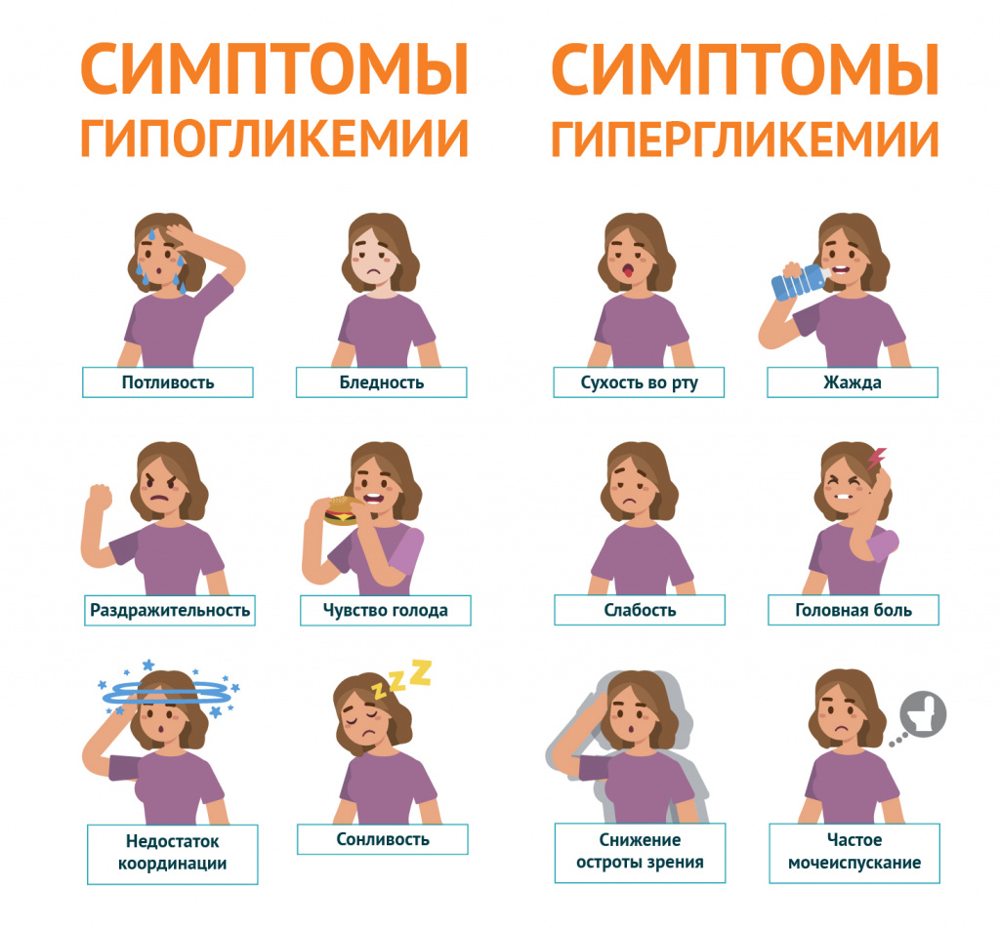 СИМПТОМЫ
ГИПОГЛИКЕМИИ
Потливость
Бледность
Раздражительность
Чувство голода
Недостаток
координации
Сонливость
z z Z
СИМПТОМЫ
ГИПЕРГЛИКЕМИИ
Сухость во рту
Жажда
Слабость
Головная боль
Снижение
остроты зрения
Частое
мочеиспускание